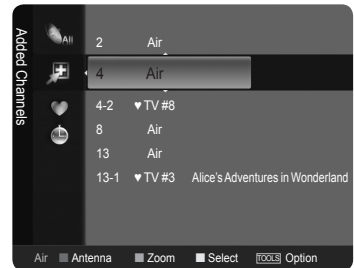 Added Channels
All
2 Air
4 Air
4-2 ♥ TV #8
8 Air
13 Air
13-1 ♥ TV #3 Alice's Adventures in Wonderland
Air Antenna Zoom Select TOOLS Option